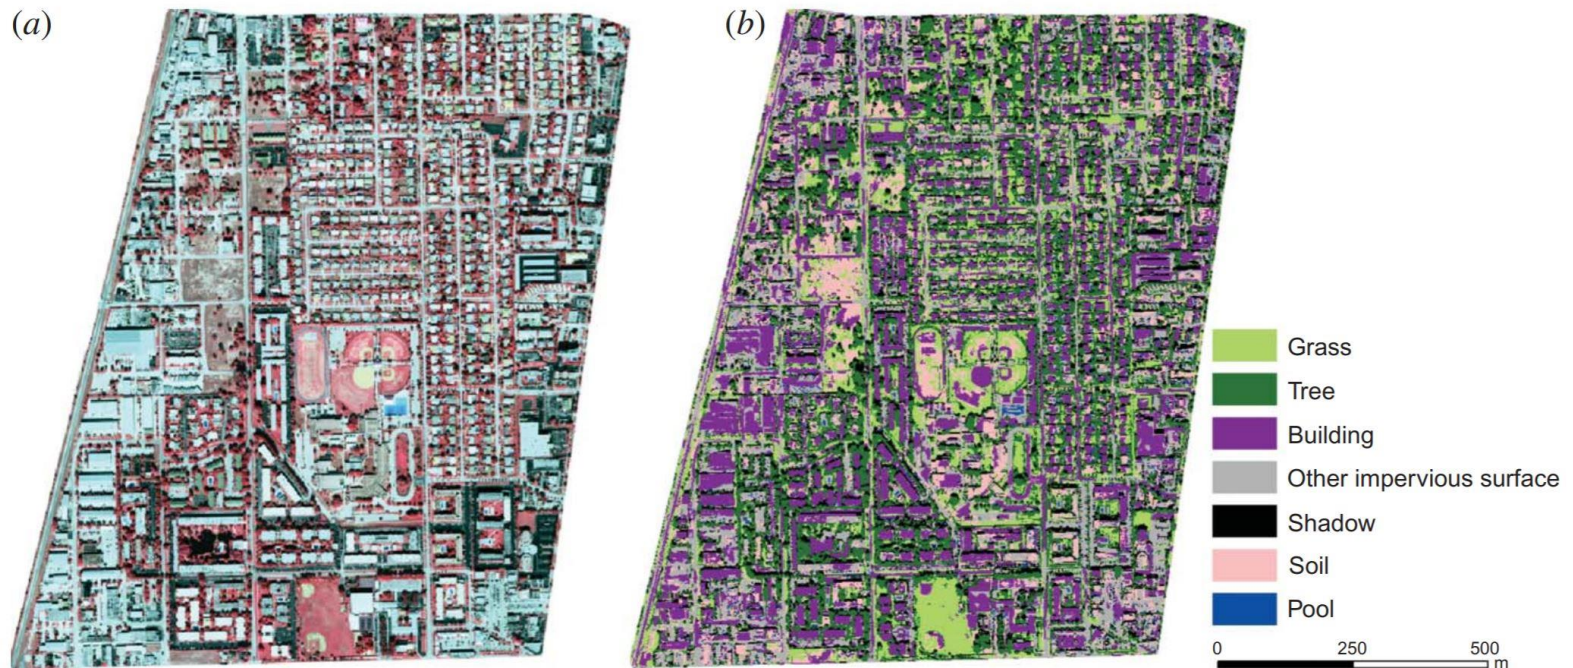 (a)
(b)
Grass
Tree
Building
Other impervious surface
Shadow
Soil
Pool
0 250 500
m